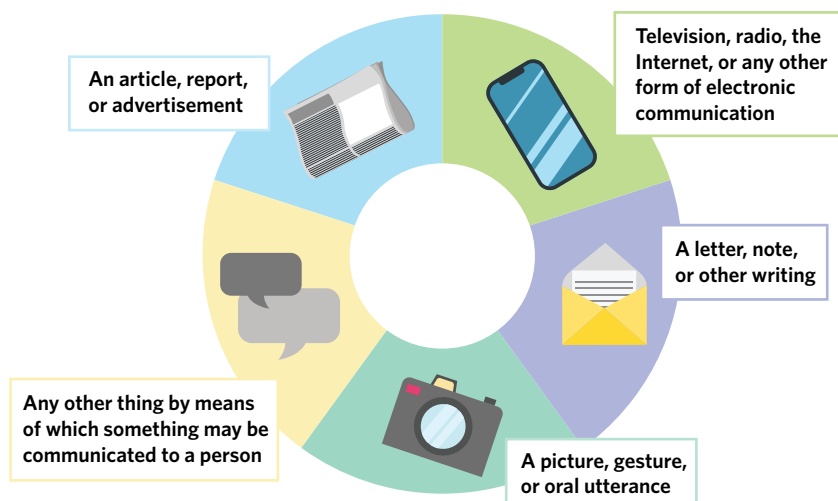 An article, report,
or advertisement
Television, radio, the
Internet, or any other
form of electronic
communication
A letter, note,
or other writing
Any other thing by means
of which something may be
communicated to a person
A picture, gesture,
or oral utterance